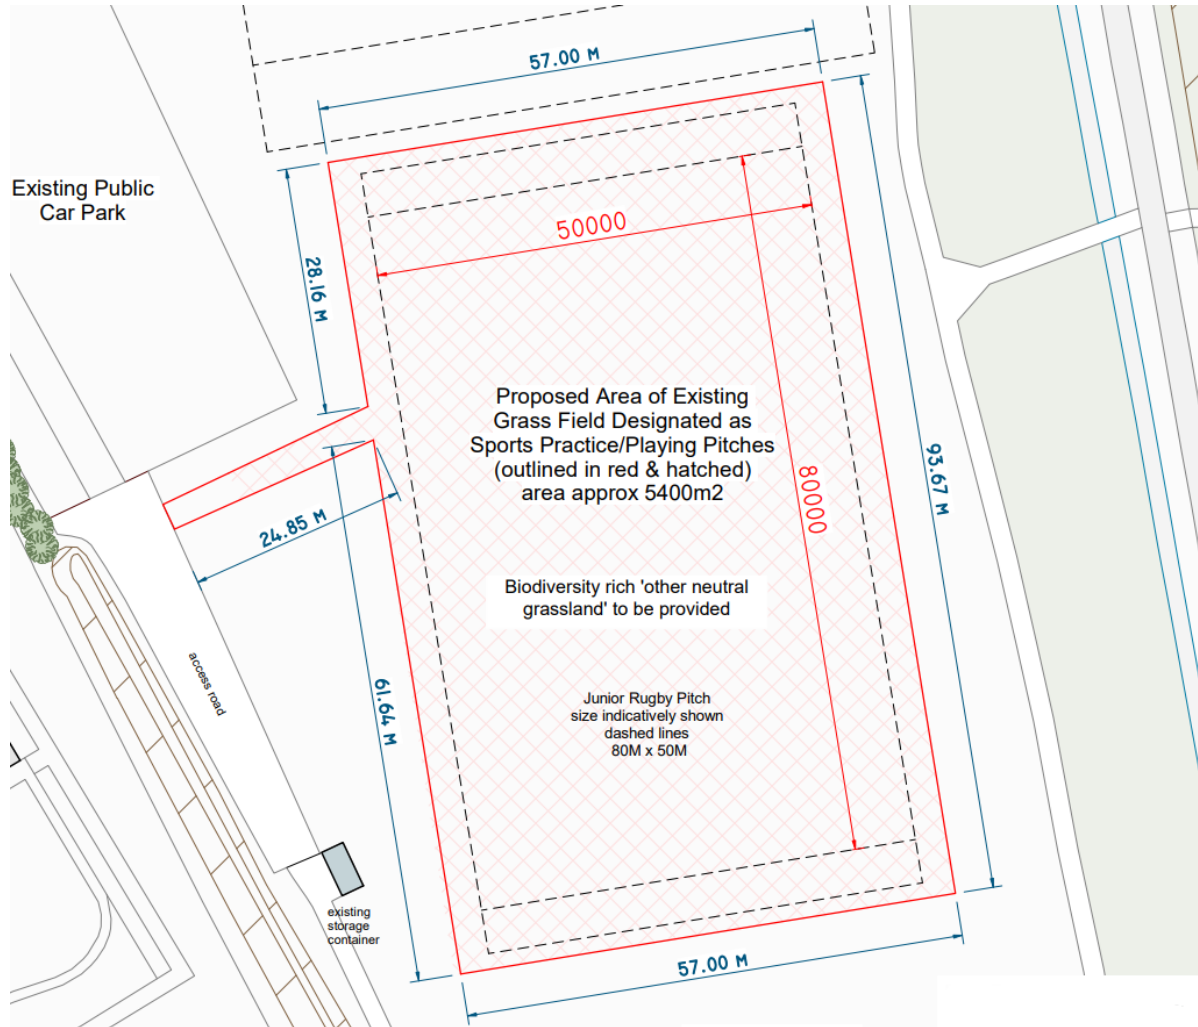 57.00 M
Existing Public
Car Park
50000
28.16 M
Proposed Area of Existing
Grass Field Designated as
Sports Practice/Playing Pitches
(outlined in red & hatched)
area approx 5400m2
93.67 M
80000
24.85 M
Biodiversity rich 'other neutral
grassland' to be provided
access road
61.64 M
Junior Rugby Pitch
size indicatively shown
dashed lines
80M x 50M
existing
storage
container
57.00 M